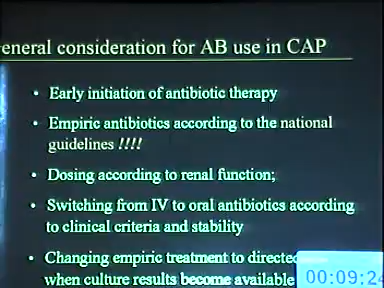 eneral consideration for AB use in CAP
• Early initiation of antibiotic therapy
• Empiric antibiotics according to the national
guidelines !!!!
• Dosing according to renal function;
• Switching from IV to oral antibiotics according
to clinical criteria and stability
• Changing empiric treatment to directe
when culture results become available
00:09:24